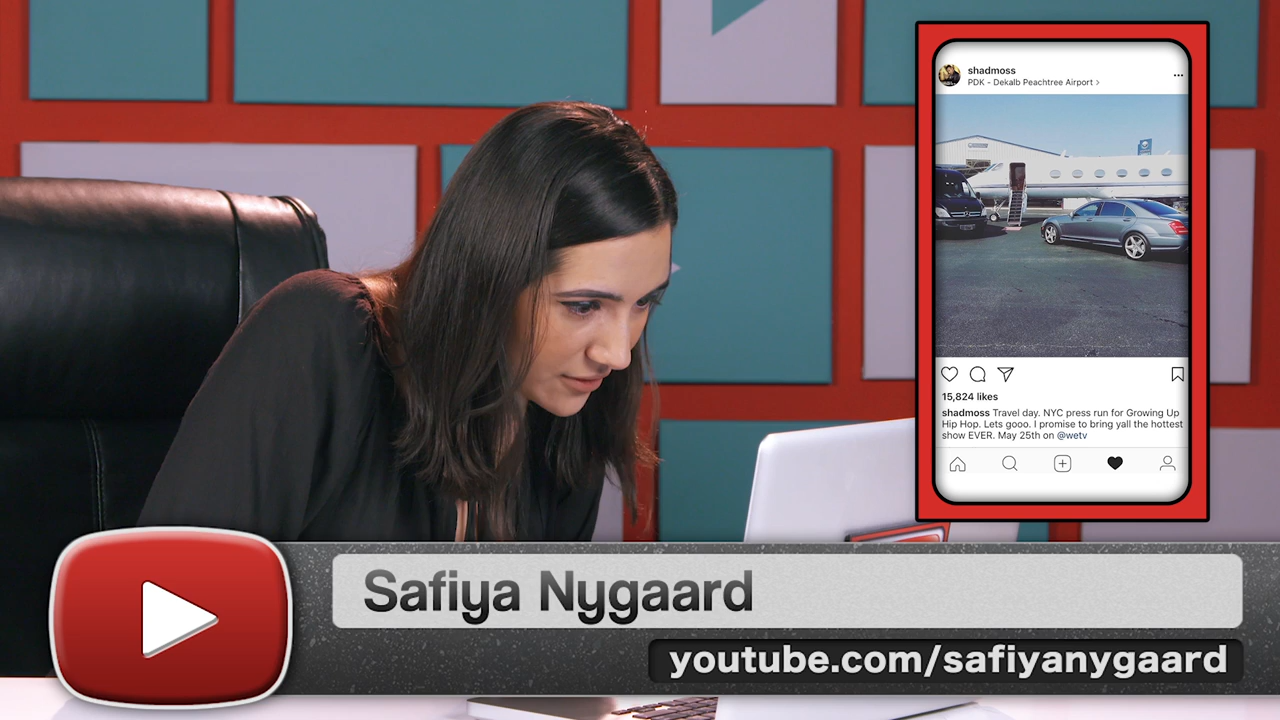 shadmoss
PDK - Dekalb Peachtree Airport >
15,824 likes
shadmoss Travel day. NYC press run for Growing Up
Hip Hop. Lets gooo. I promise to bring yall the hottest
show EVER. May 25th on @wetv
Safiya Nygaard
youtube.com/safiyanygaard